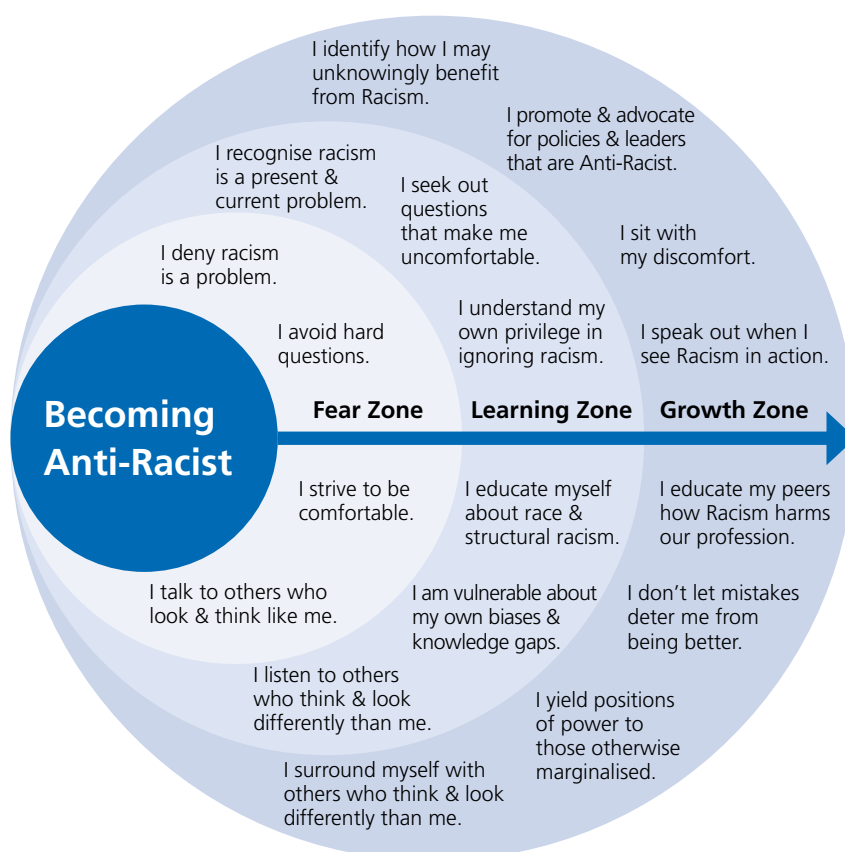 I identify how I may
unknowingly benefit
from Racism.
I promote & advocate
for policies & leaders
that are Anti-Racist.
I recognise racism
is a present &
current problem.
I seek out
questions
that make me
uncomfortable.
I sit with
my discomfort.
I deny racism
is a problem.
I understand my
own privilege in
ignoring racism.
I avoid hard
questions.
I speak out when I
see Racism in action.
Becoming
Anti-Racist
Fear Zone
Learning Zone
Growth Zone
I strive to be
comfortable.
I educate myself
about race &
structural racism.
I educate my peers
how Racism harms
our profession.
I talk to others who
look & think like me.
I am vulnerable about
my own biases &
knowledge gaps.
I don’t let mistakes
deter me from
being better.
I listen to others
who think & look
differently than me.
I yield positions
of power to
those otherwise
marginalised.
I surround myself with
others who think & look
differently than me.